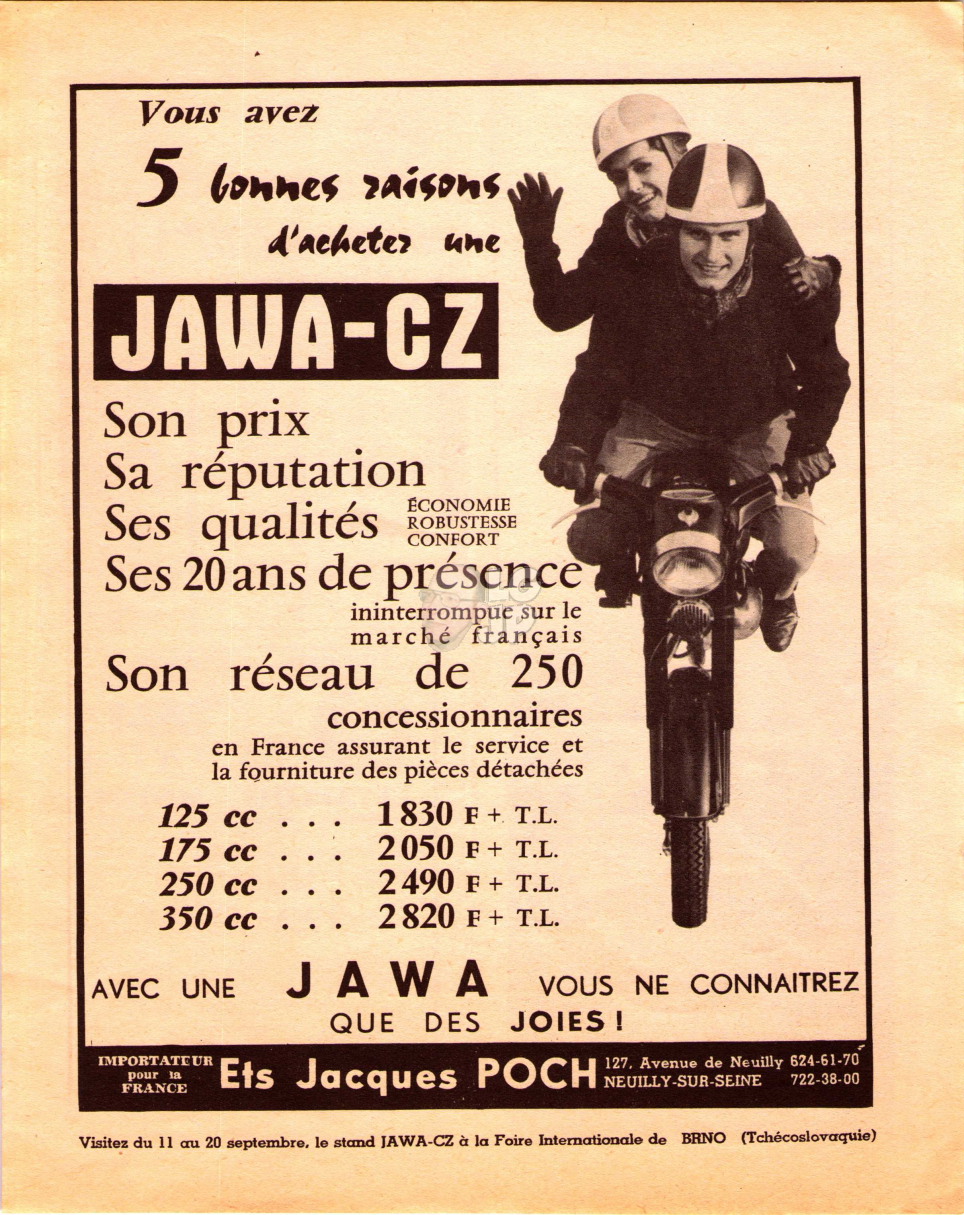 Vous avez
5 bonnes raisons
d'acheter une
JAWA-CZ
Son prix
Sa réputation
Ses qualités ÉCONOMIE
ROBUSTESSE
CONFORT
Ses 20 ans de présence
ininterrompue sur le
marché français
Son réseau de 250
concessionnaires
en France assurant le service et
la fourniture des pièces détachées
125 cc . . . 1830 F + T.L.
175 cc . . . 2050 F + T.L.
250 cc . . . 2490 F + T.L.
350 cc . . . 2820 F + T.L.
AVEC UNE JAWA VOUS NE CONNAITREZ
QUE DES JOIES !
IMPORTATEUR
pour la
FRANCE
Ets Jacques POCH
127, Avenue de Neuilly 624-61-70
NEUILLY-SUR-SEINE 722-38-00
Visitez du 11 au 20 septembre, le stand JAWA-CZ à la Foire Internationale de BRNO (Tchécoslovaquie)